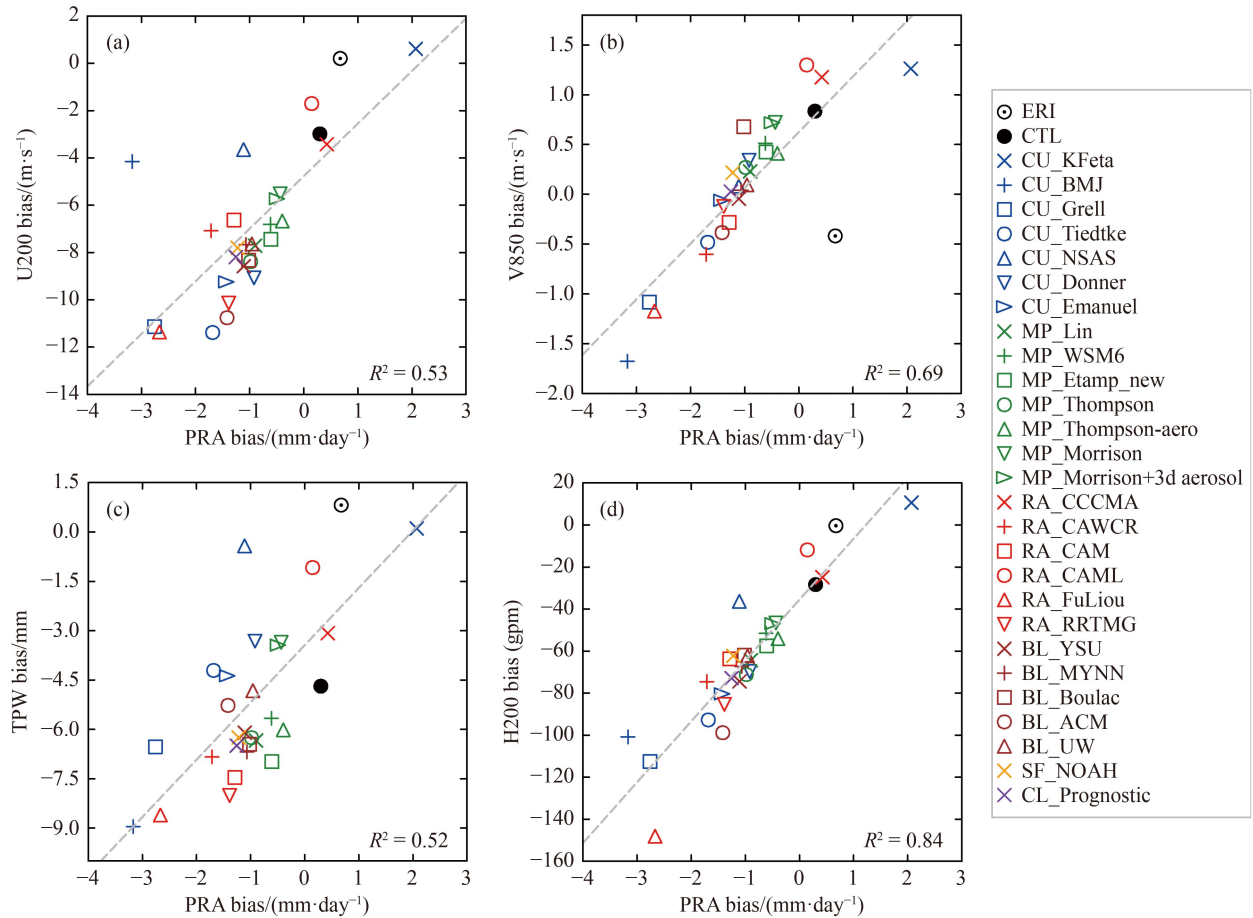 (a)
2
0
−2
−4
−6
−8
−10
−12
−14
U200 bias/(m·s⁻¹)
R² = 0.53
−4 −3 −2 −1 0 1 2 3
PRA bias/(mm·day⁻¹)
(b)
1.5
1.0
0.5
0.0
−0.5
−1.0
−1.5
−2.0
V850 bias/(m·s⁻¹)
R² = 0.69
−4 −3 −2 −1 0 1 2 3
PRA bias/(mm·day⁻¹)
(c)
1.5
0.0
−1.5
−3.0
−4.5
−6.0
−7.5
−9.0
TPW bias/mm
R² = 0.52
−4 −3 −2 −1 0 1 2 3
PRA bias/(mm·day⁻¹)
(d)
20
0
−20
−40
−60
−80
−100
−120
−140
−160
H200 bias (gpm)
R² = 0.84
−4 −3 −2 −1 0 1 2 3
PRA bias/(mm·day⁻¹)
ERI
CTL
CU_KFeta
CU_BMJ
CU_Grell
CU_Tiedtke
CU_NSAS
CU_Donner
CU_Emanuel
MP_Lin
MP_WSM6
MP_Etamp_new
MP_Thompson
MP_Thompson-aero
MP_Morrison
MP_Morrison+3d aerosol
RA_CCCMA
RA_CAWCR
RA_CAM
RA_CAML
RA_FuLiou
RA_RRTMG
BL_YSU
BL_MYNN
BL_Boulac
BL_ACM
BL_UW
SF_NOAH
CL_Prognostic